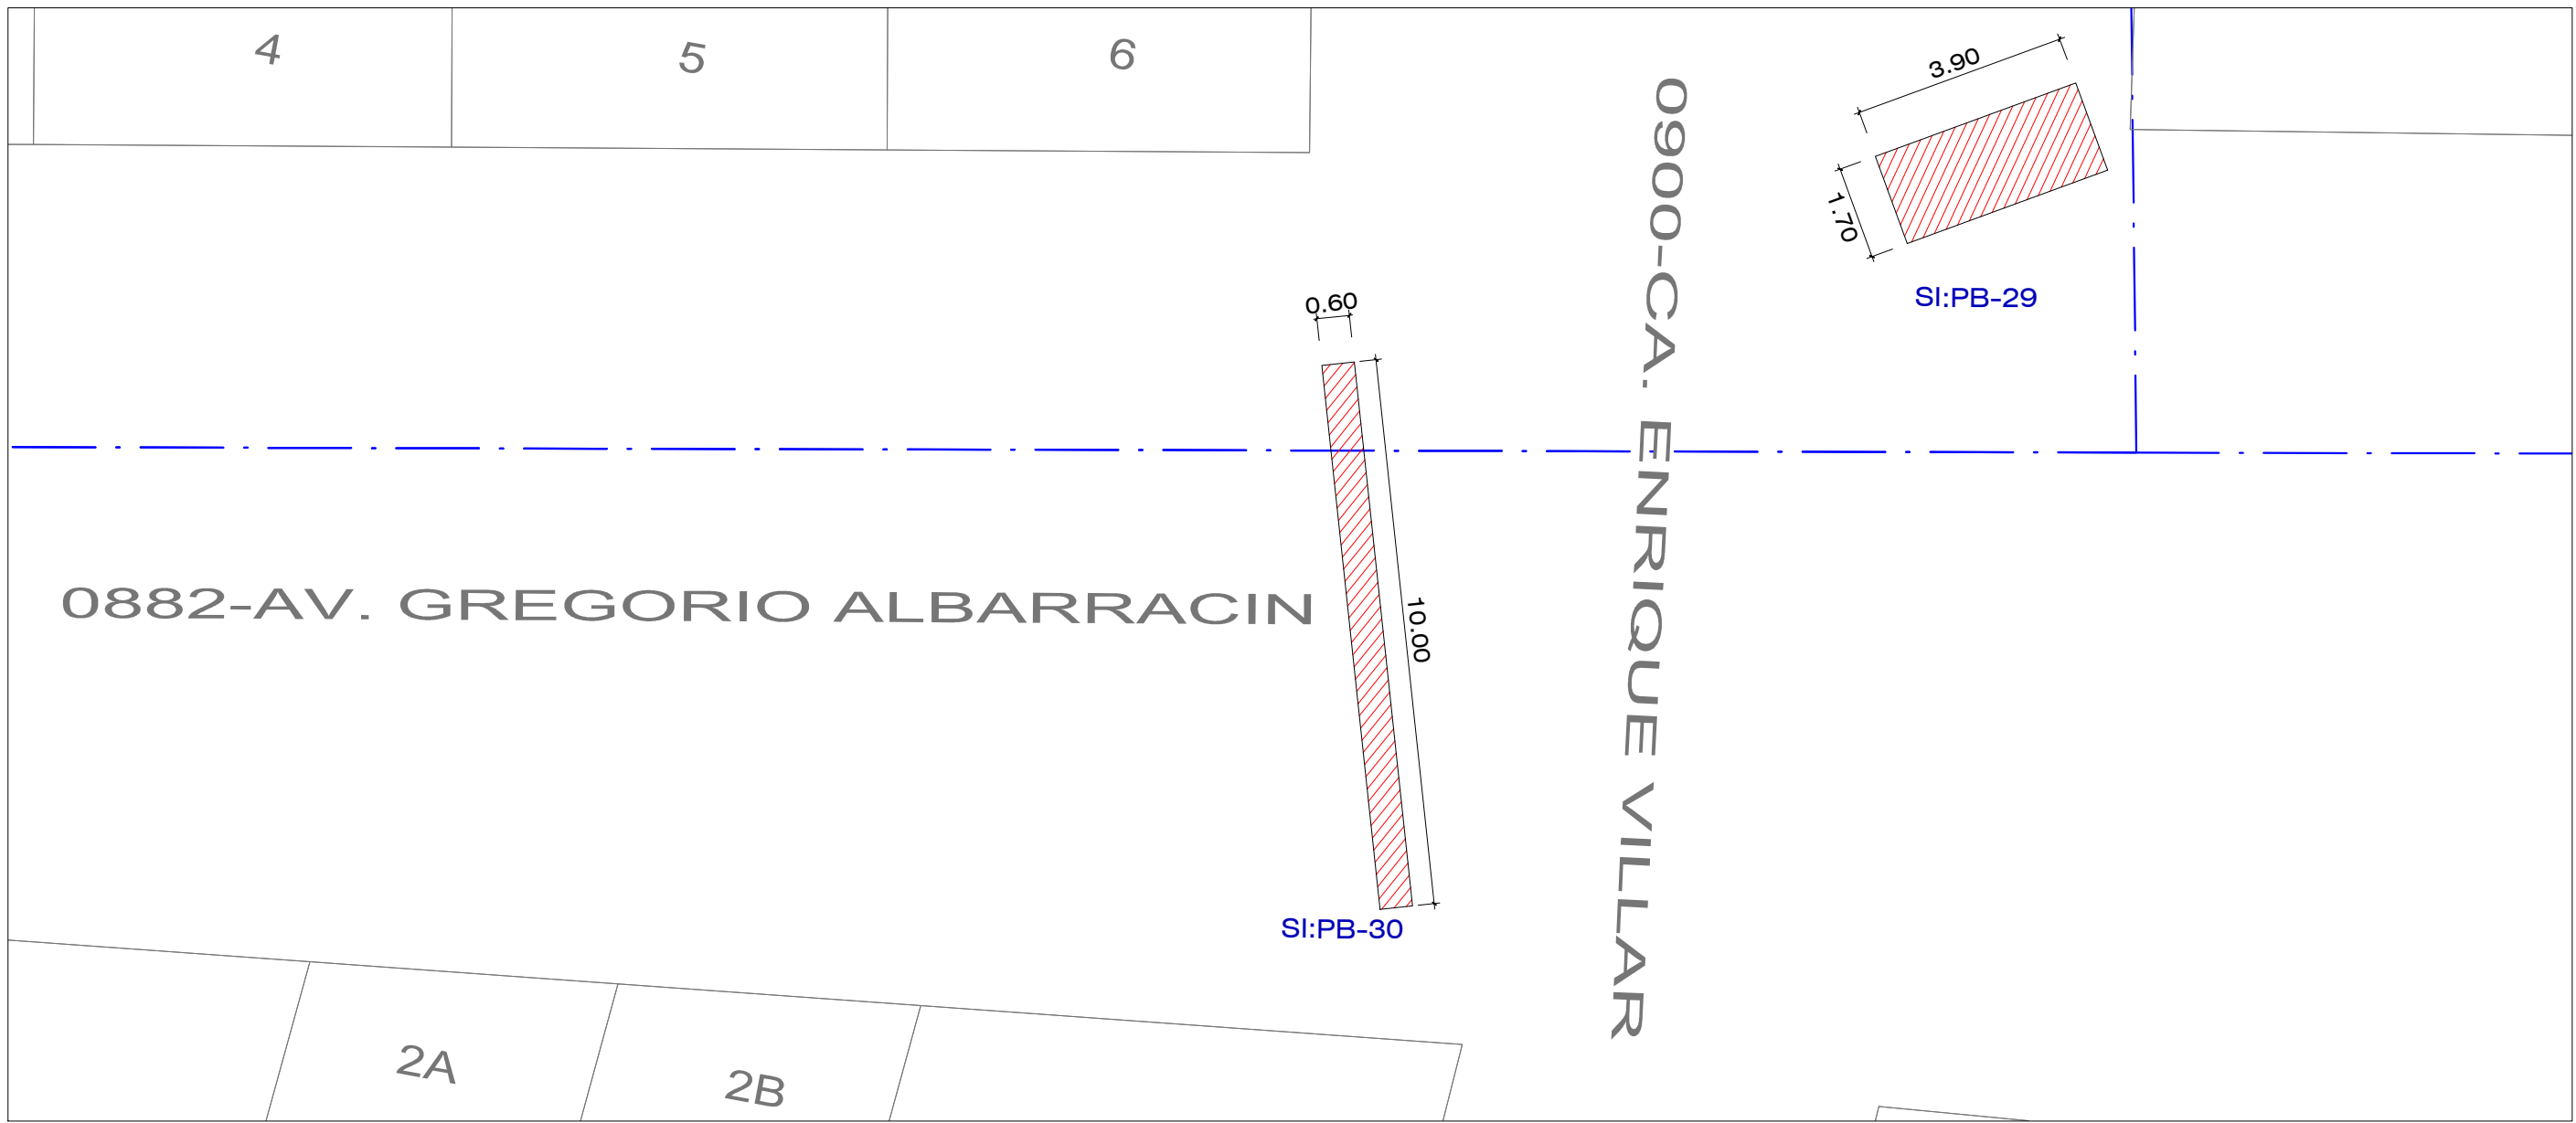 4
5
6
3.90
1.70
SI:PB-29
0.60
10.00
0900-CA. ENRIQUE VILLAR
0882-AV. GREGORIO ALBARRACIN
SI:PB-30
2A
2B